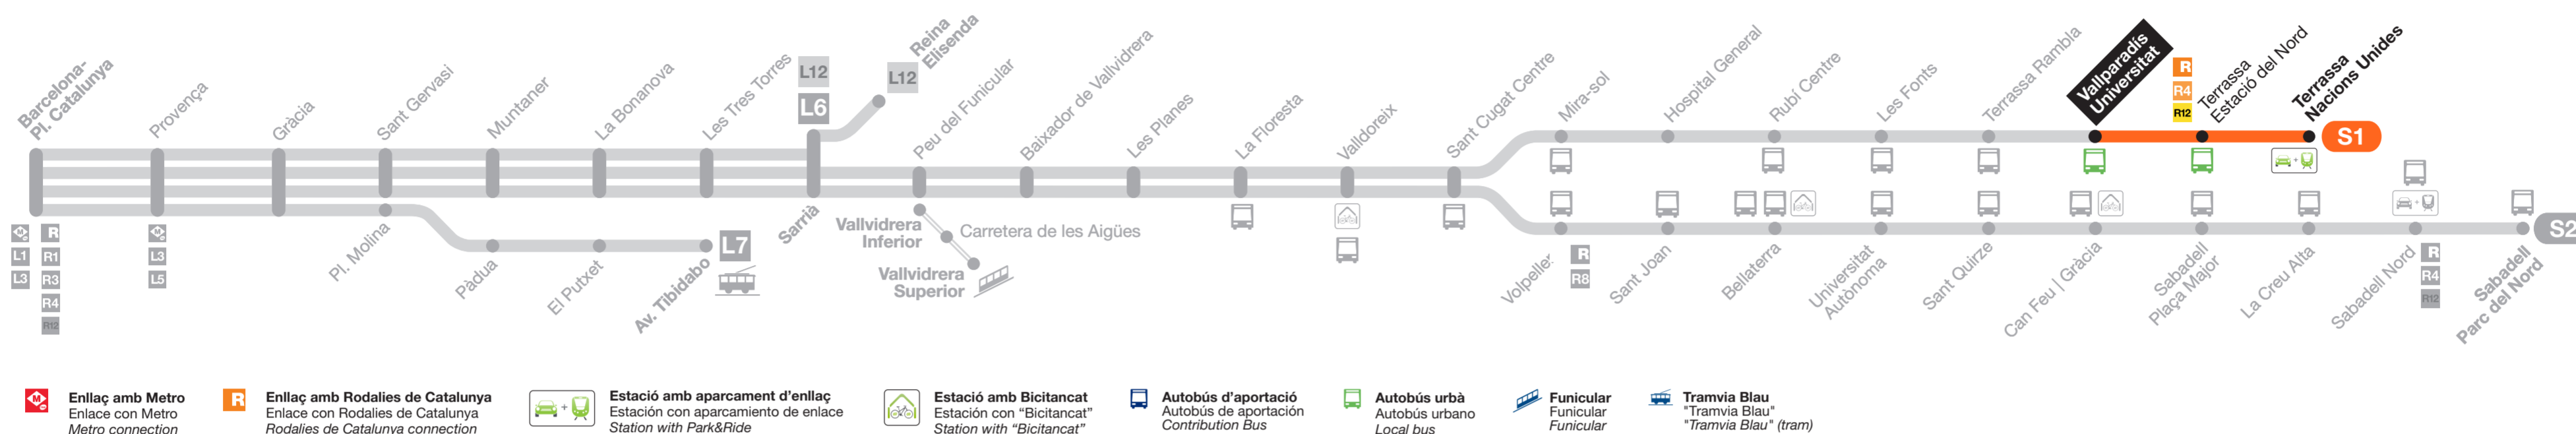 Barcelona-
Pl. Catalunya
Provença
Gràcia
Sant Gervasi
Muntaner
La Bonanova
Les Tres Torres
L12
L6
L12
Reina
Elisenda
Peu del Funicular
Baixador de Vallvidrera
Les Planes
La Floresta
Valldoreix
Sant Cugat Centre
Mira-sol
Hospital General
Rubí Centre
Les Fonts
Terrassa Rambla
Vallparadís
Universitat
R
R4
R12
Terrassa
Estació del Nord
Terrassa
Nacions Unides
S1
M
L1
L3
R
R1
R3
R4
R12
M
L3
L5
Pl. Molina
Pàdua
El Putxet
Av. Tibidabo
L7
Sarrià
Vallvidrera
Inferior
Carretera de les Aigües
Vallvidrera
Superior
Volpelleres
R
R8
Sant Joan
Bellaterra
Universitat
Autònoma
Sant Quirze
Can Feu | Gràcia
Sabadell
Plaça Major
La Creu Alta
Sabadell Nord
R
R4
R12
Sabadell
Parc del Nord
S2
M
Enllaç amb Metro
Enlace con Metro
Metro connection
R
Enllaç amb Rodalies de Catalunya
Enlace con Rodalies de Catalunya
Rodalies de Catalunya connection
+
Estació amb aparcament d'enllaç
Estación con aparcamiento de enlace
Station with Park&Ride
Estació amb Bicitancat
Estación con "Bicitancat"
Station with "Bicitancat"
Autobús d'aportació
Autobús de aportación
Contribution Bus
Autobús urbà
Autobús urbano
Local bus
Funicular
Funicular
Funicular
Tramvia Blau
"Tramvia Blau"
"Tramvia Blau" (tram)